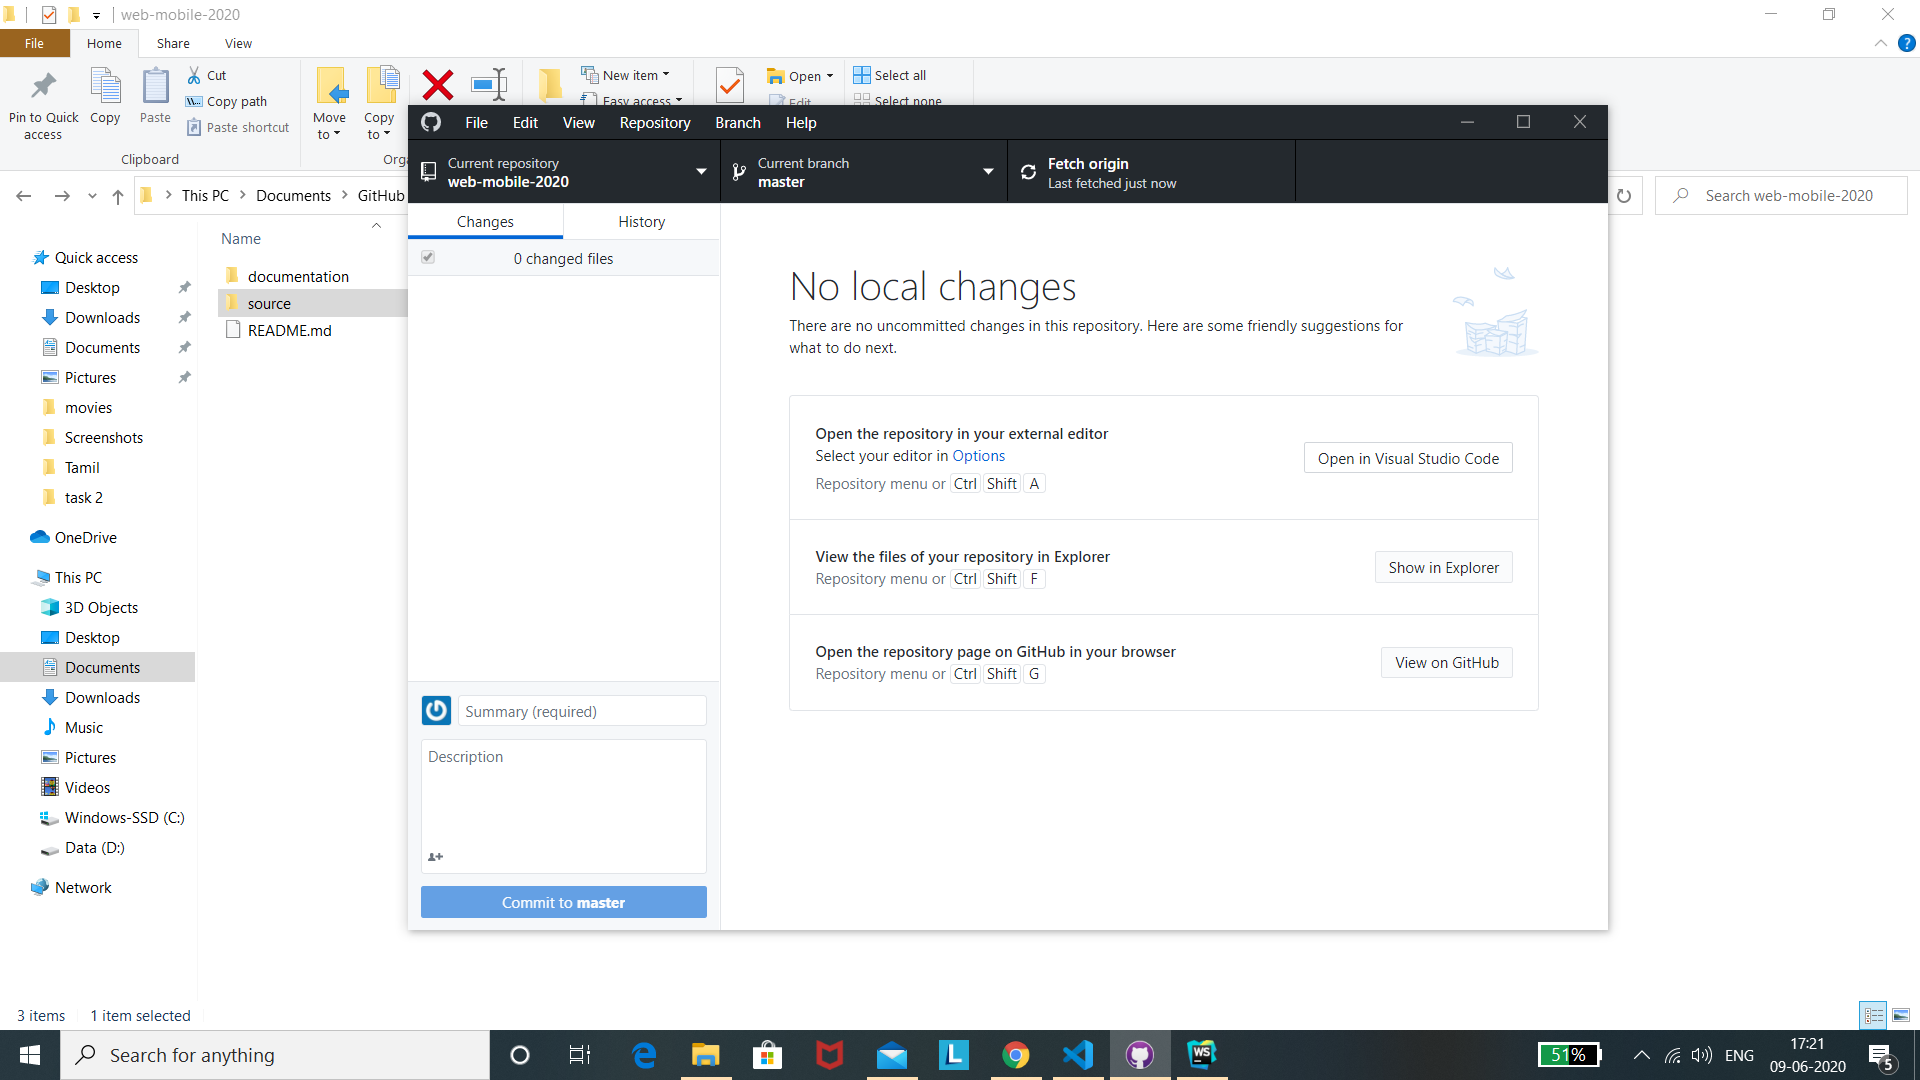 web-mobile-2020
File
Home
Share
View
Pin to Quick
access
Copy
Paste
Cut
Copy path
Paste shortcut
Clipboard
Move
to
Copy
to
New item
Easy access
Open
Edit
Select all
Select none
Orga
This PC
Documents
GitHub
Search web-mobile-2020
Name
documentation
source
README.md
Quick access
Desktop
Downloads
Documents
Pictures
movies
Screenshots
Tamil
task 2
OneDrive
This PC
3D Objects
Desktop
Documents
Downloads
Music
Pictures
Videos
Windows-SSD (C:)
Data (D:)
Network
3 items
1 item selected
File
Edit
View
Repository
Branch
Help
Current repository
web-mobile-2020
Current branch
master
Fetch origin
Last fetched just now
Changes
History
0 changed files
Summary (required)
Description
Commit to master
No local changes
There are no uncommitted changes in this repository. Here are some friendly suggestions for
what to do next.
Open the repository in your external editor
Select your editor in Options
Repository menu or Ctrl Shift A
Open in Visual Studio Code
View the files of your repository in Explorer
Repository menu or Ctrl Shift F
Show in Explorer
Open the repository page on GitHub in your browser
Repository menu or Ctrl Shift G
View on GitHub
Search for anything
L
WS
51%
ENG
17:21
09-06-2020
5